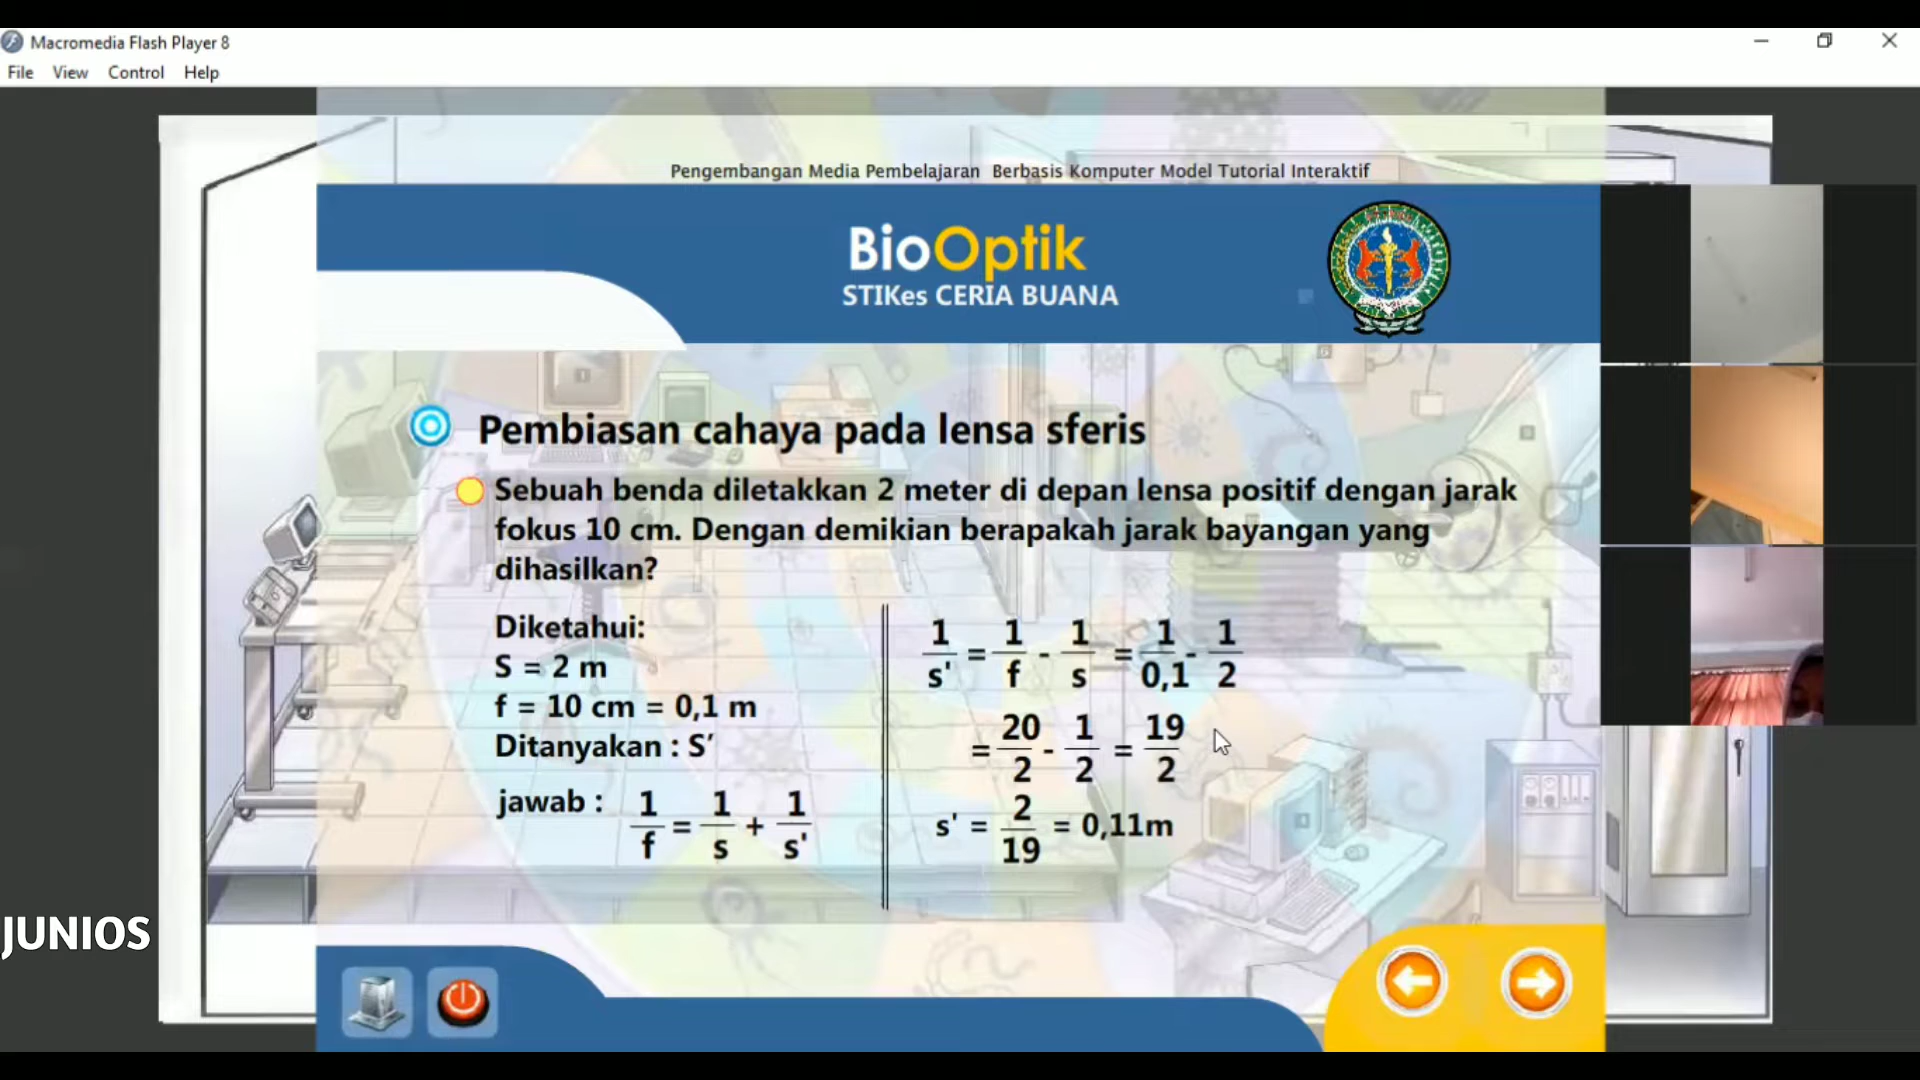 Macromedia Flash Player 8
File View Control Help
Pengembangan Media Pembelajaran Berbasis Komputer Model Tutorial Interaktif
BioOptik
STIKes CERIA BUANA
Pembiasan cahaya pada lensa sferis
Sebuah benda diletakkan 2 meter di depan lensa positif dengan jarak
fokus 10 cm. Dengan demikian berapakah jarak bayangan yang
dihasilkan?
Diketahui:
S = 2 m
f = 10 cm = 0,1 m
Ditanyakan : S'
jawab : 1/f = 1/s + 1/s'
1/s' = 1/f - 1/s = 1/0,1 - 1/2
= 20/2 - 1/2 = 19/2
s' = 2/19 = 0,11m
JUNIOS